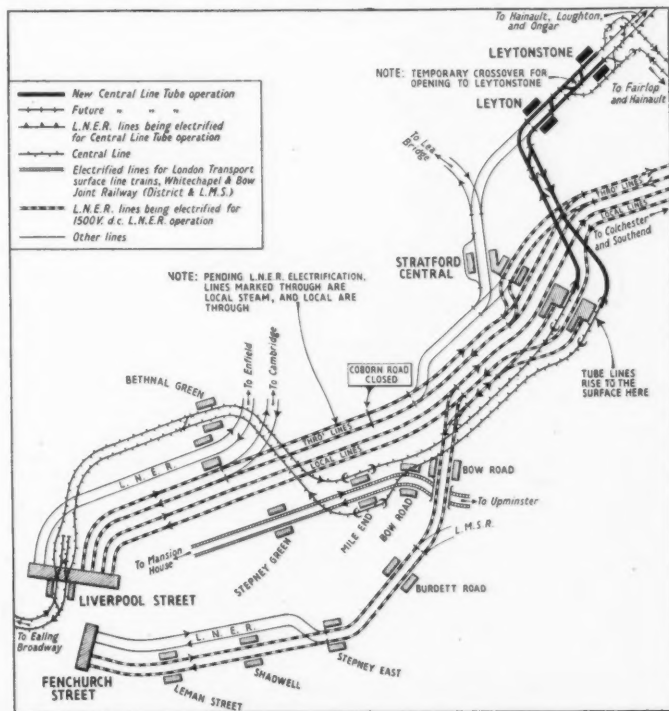 To Hainault, Loughton,
and Ongar
LEYTONSTONE
NOTE: TEMPORARY CROSSOVER FOR
OPENING TO LEYTONSTONE
LEYTON
To Fairlop
and Hainault
New Central Line Tube operation
Future " " "
L.N.E.R. lines being electrified
for Central Line Tube operation
Central Line
Electrified lines for London Transport
surface line trains, Whitechapel & Bow
Joint Railway (District & L.M.S.)
L.N.E.R. lines being electrified for
1500V. d.c. L.N.E.R. operation
Other lines
To Lea
Bridge
THRO' LINES
LOCAL LINES
To Colchester
and Southend
STRATFORD
CENTRAL
NOTE: PENDING L.N.E.R. ELECTRIFICATION,
LINES MARKED THROUGH ARE
LOCAL STEAM, AND LOCAL ARE
THROUGH
TUBE LINES
RISE TO THE
SURFACE HERE
COBORN ROAD
CLOSED
BETHNAL GREEN
To Enfield
To Cambridge
THRO' LINES
LOCAL LINES
L.N.E.R.
BOW ROAD
To Upminster
MILE END
BOW ROAD
STEPNEY GREEN
To Mansion
House
L.M.S.R.
BURDETT ROAD
LIVERPOOL STREET
To Ealing
Broadway
L.N.E.R.
STEPNEY EAST
SHADWELL
LEMAN STREET
FENCHURCH
STREET